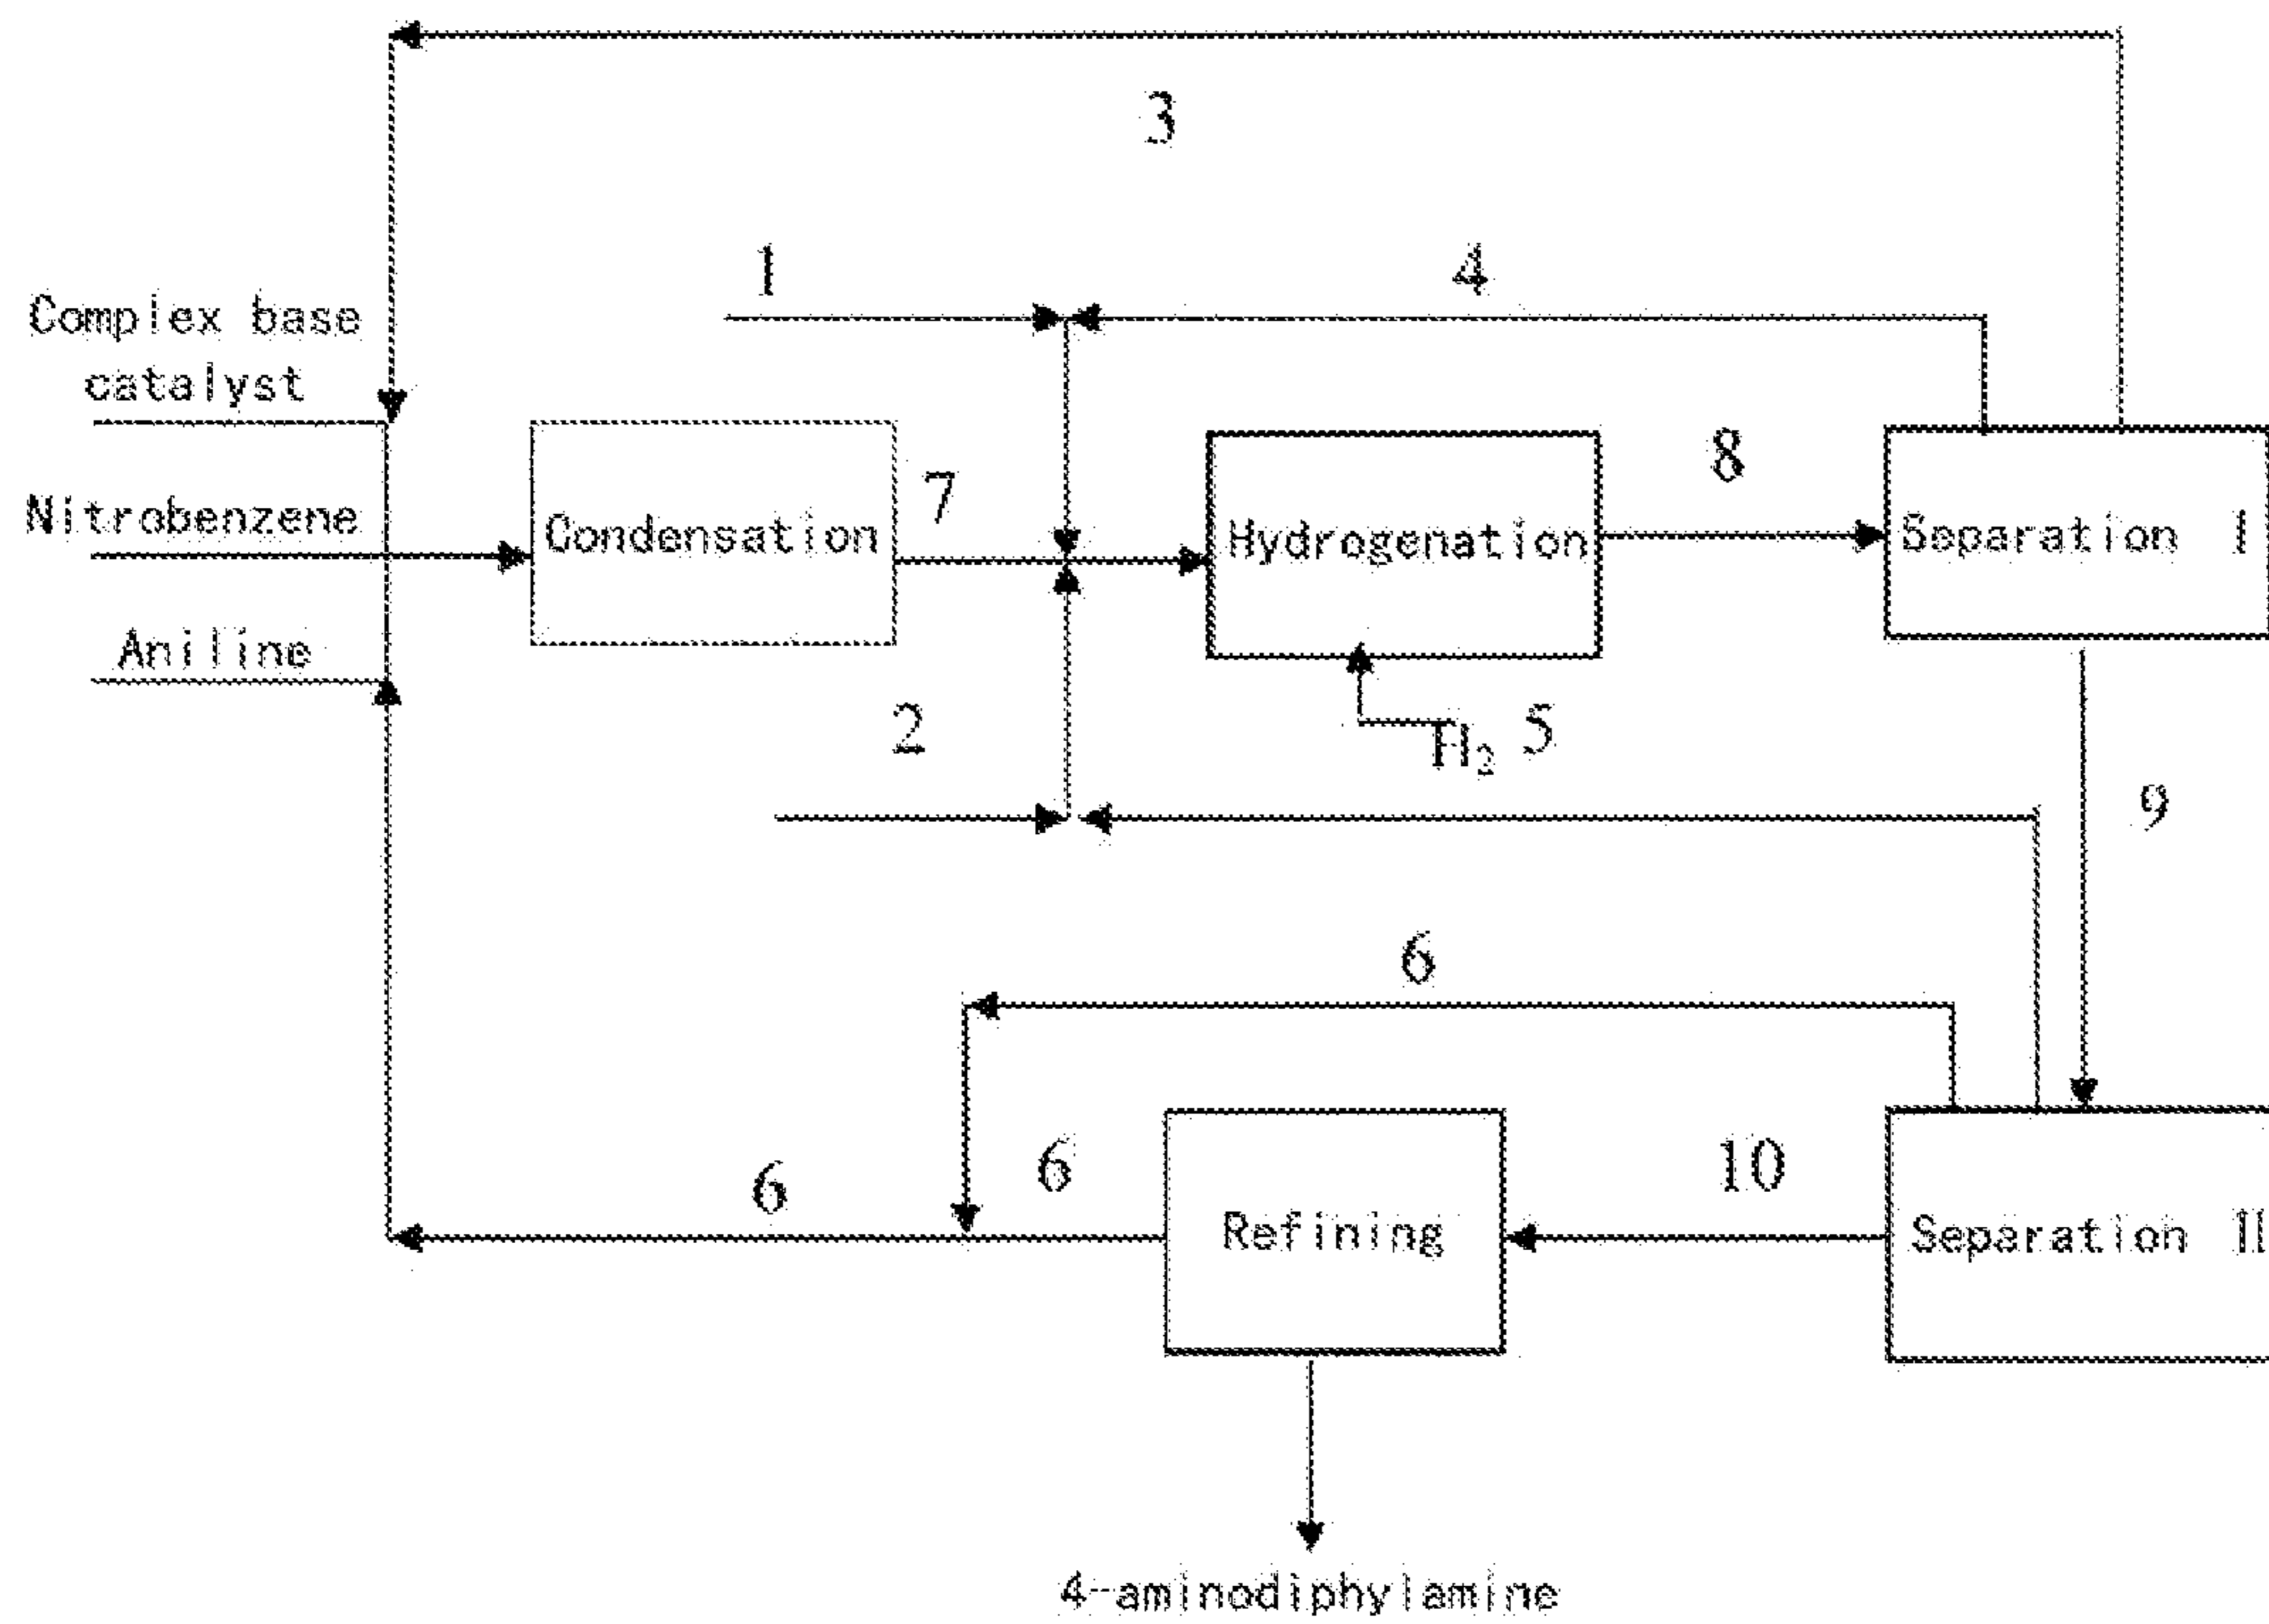 3
1
4
Complex base
catalyst
8
7
Nitrobenzene
Condensation
Hydrogenation
Separation I
Aniline
2
H₂ 5
9
6
6
6
10
Refining
Separation II
4-aminodiphylamine